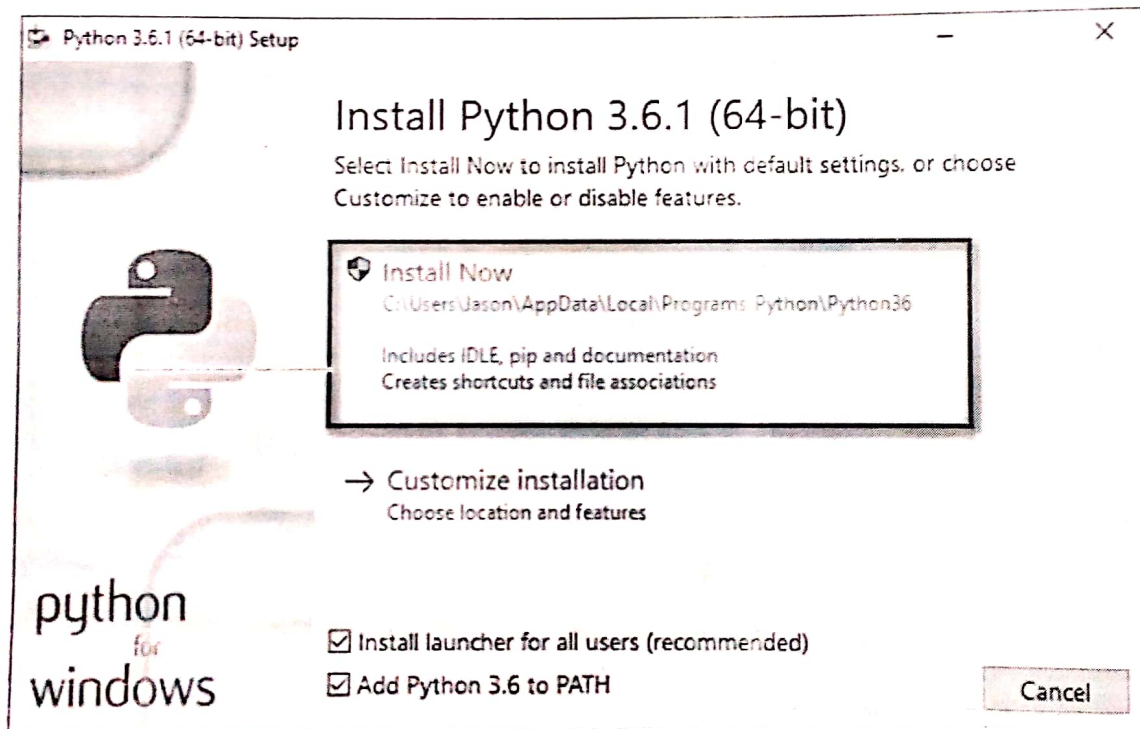 Python 3.6.1 (64-bit) Setup
Install Python 3.6.1 (64-bit)
Select Install Now to install Python with default settings, or choose
Customize to enable or disable features.
Install Now
C:\Users\Jason\AppData\Local\Programs Python\Python36
Includes IDLE, pip and documentation
Creates shortcuts and file associations
→ Customize installation
Choose location and features
python
for
windows
Install launcher for all users (recommended)
Add Python 3.6 to PATH
Cancel